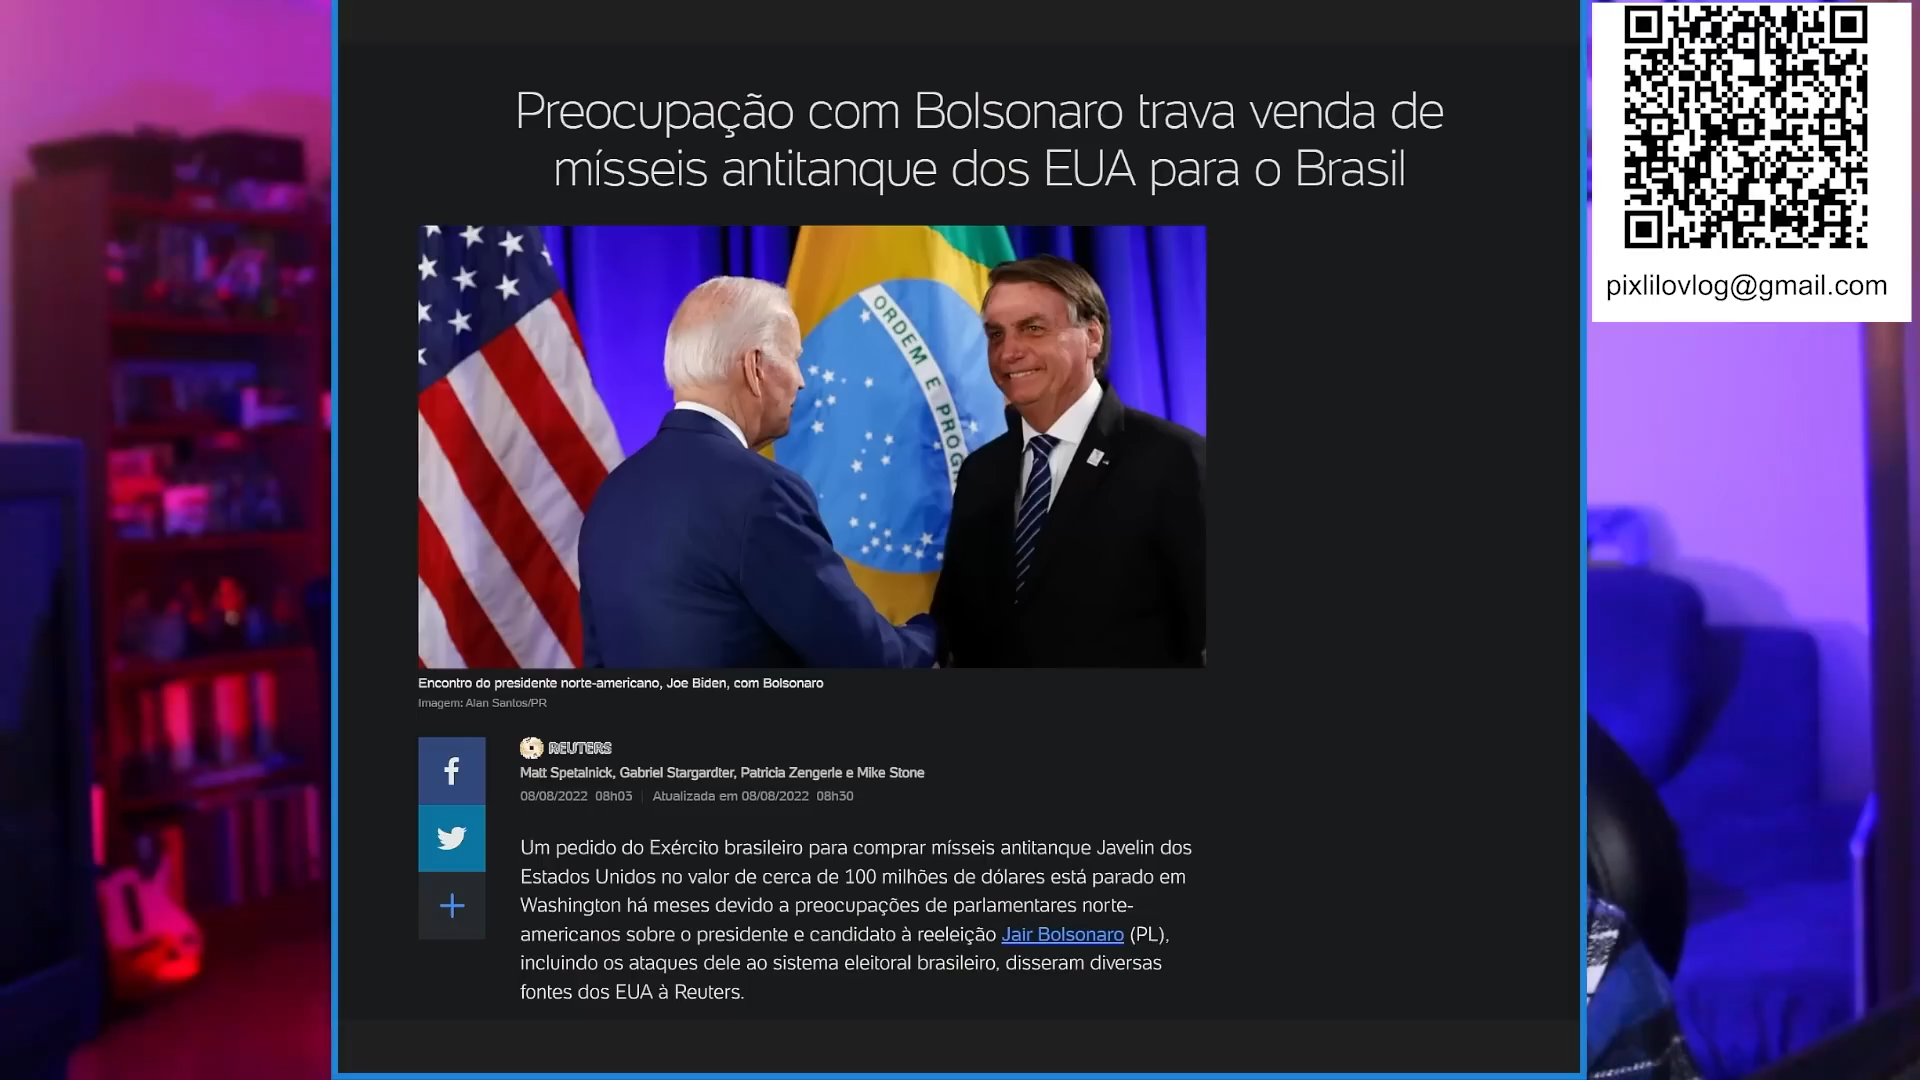 Preocupação com Bolsonaro trava venda de
mísseis antitanque dos EUA para o Brasil
pixlilovlog@gmail.com
ORDEM E PROG
Encontro do presidente norte-americano, Joe Biden, com Bolsonaro
Imagem: Alan Santos/PR
REUTERS
Matt Spetalnick, Gabriel Stargardter, Patricia Zengerle e Mike Stone
08/08/2022 08h03 | Atualizada em 08/08/2022 08h30
Um pedido do Exército brasileiro para comprar mísseis antitanque Javelin dos
Estados Unidos no valor de cerca de 100 milhões de dólares está parado em
Washington há meses devido a preocupações de parlamentares norte-
americanos sobre o presidente e candidato à reeleição Jair Bolsonaro (PL),
incluindo os ataques dele ao sistema eleitoral brasileiro, disseram diversas
fontes dos EUA à Reuters.